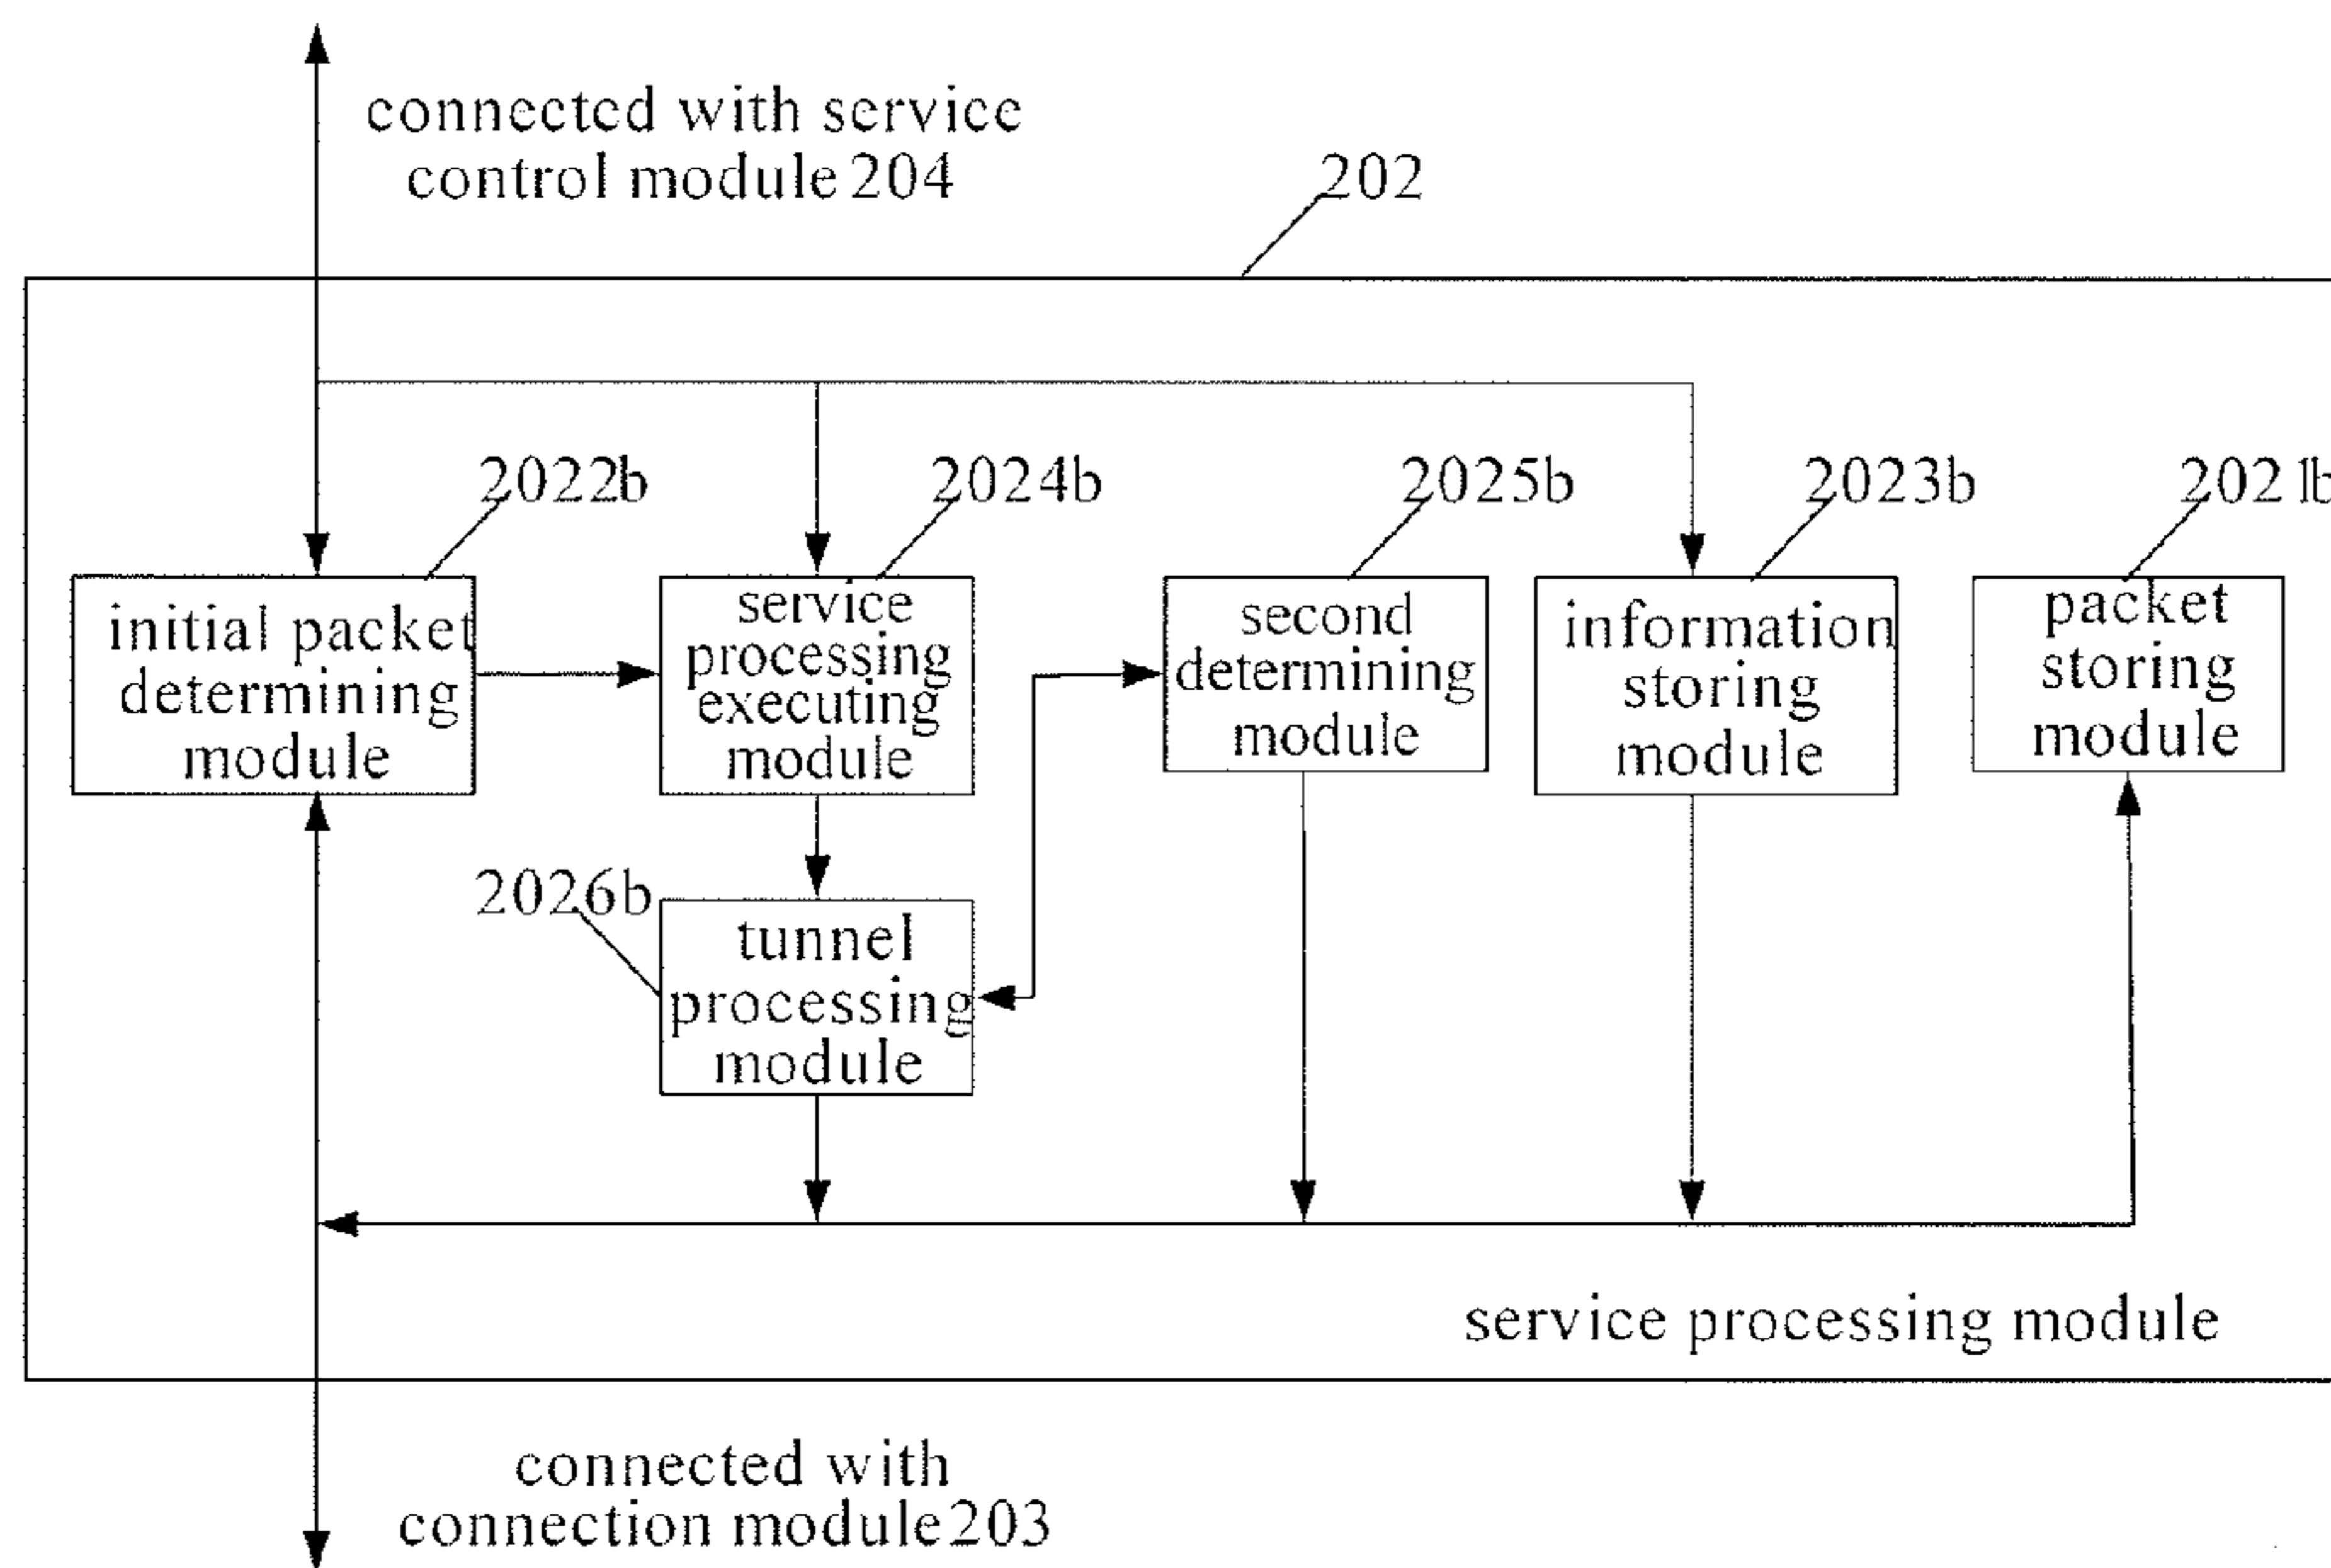 connected with service
control module 204
202
2022b
2024b
2025b
2023b
2021b
initial packet
determining
module
service
processing
executing
module
second
determining
module
information
storing
module
packet
storing
module
2026b
tunnel
processing
module
service processing module
connected with
connection module 203